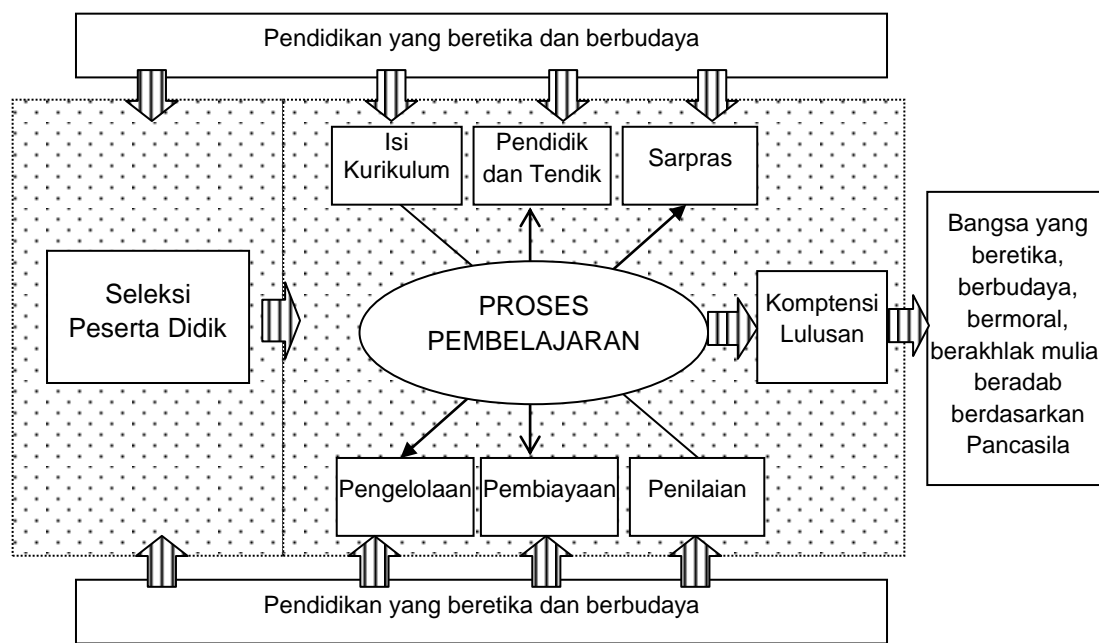 Pendidikan yang beretika dan berbudaya
Isi
Kurikulum
Pendidik
dan Tendik
Sarpras
Seleksi
Peserta Didik
PROSES
PEMBELAJARAN
Komptensi
Lulusan
Bangsa yang
beretika,
berbudaya,
bermoral,
berakhlak mulia
beradab
berdasarkan
Pancasila
Pengelolaan
Pembiayaan
Penilaian
Pendidikan yang beretika dan berbudaya